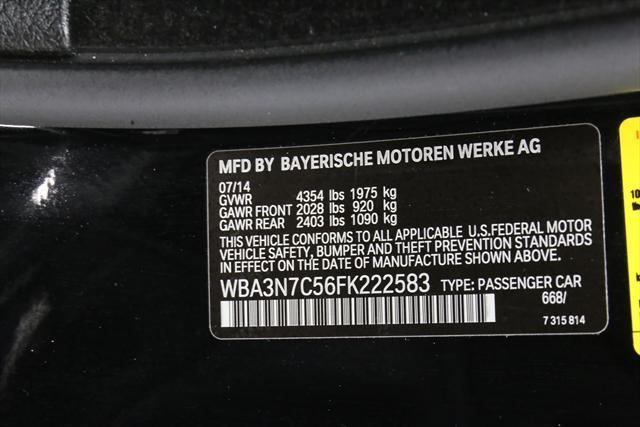 MFD BY BAYERISCHE MOTOREN WERKE AG
07/14
GVWR 4354 lbs 1975 kg
GAWR FRONT 2028 lbs 920 kg
GAWR REAR 2403 lbs 1090 kg
THIS VEHICLE CONFORMS TO ALL APPLICABLE U.S.FEDERAL MOTOR
VEHICLE SAFETY, BUMPER AND THEFT PREVENTION STANDARDS
IN EFFECT ON THE DATE OF MANUFACTURE SHOWN ABOVE.
WBA3N7C56FK222583 TYPE: PASSENGER CAR
668/
7 315 814